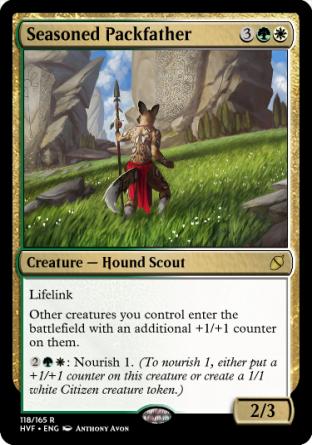 Seasoned Packfather 3
Creature — Hound Scout
Lifelink
Other creatures you control enter the
battlefield with an additional +1/+1 counter
on them.
2: Nourish 1. (To nourish 1, either put a
+1/+1 counter on this creature or create a 1/1
white Citizen creature token.)
2/3
118/165 R
HVF • ENG Anthony Avon